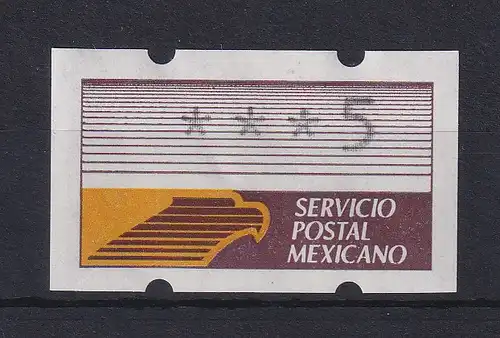 ***5
SERVICIO
POSTAL
MEXICANO